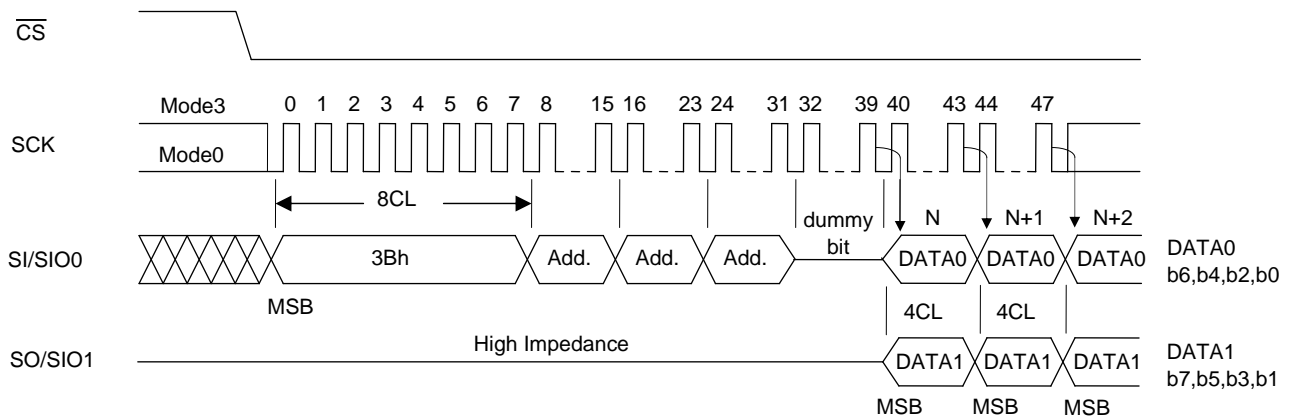 CS
Mode3 0 1 2 3 4 5 6 7 8 15 16 23 24 31 32 39 40 43 44 47
SCK
Mode0
8CL
dummy
bit
N N+1 N+2
SI/SIO0 3Bh Add. Add. Add. DATA0 DATA0 DATA0
DATA0
b6,b4,b2,b0
MSB
4CL 4CL
High Impedance
SO/SIO1 DATA1 DATA1 DATA1
DATA1
b7,b5,b3,b1
MSB MSB MSB